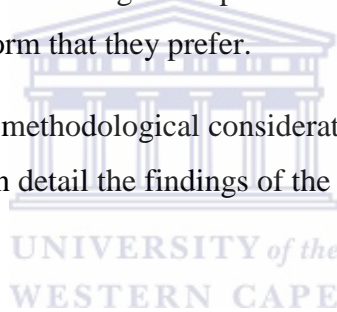 orm that they prefer.
methodological considerat
detail the findings of the
UNIVERSITY of the
WESTERN CAPE